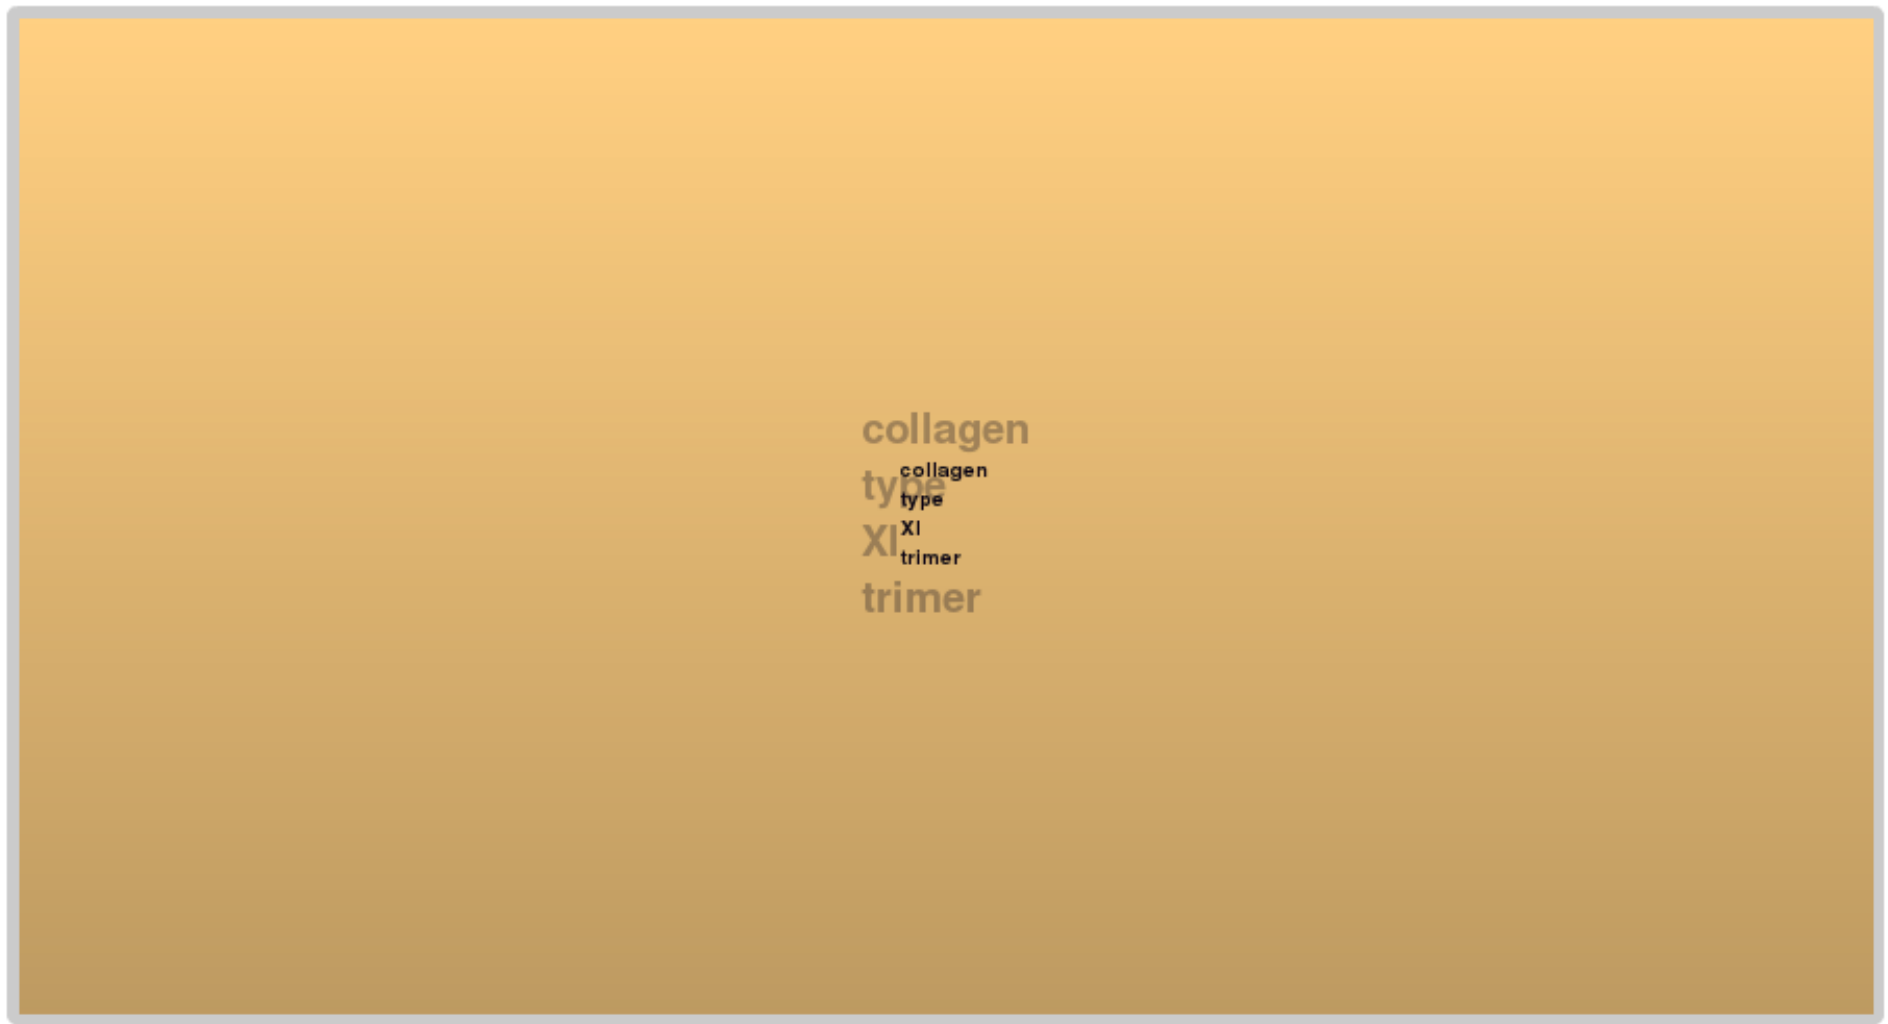 collagen
type
XI
trimer
collagen
type
XI
trimer